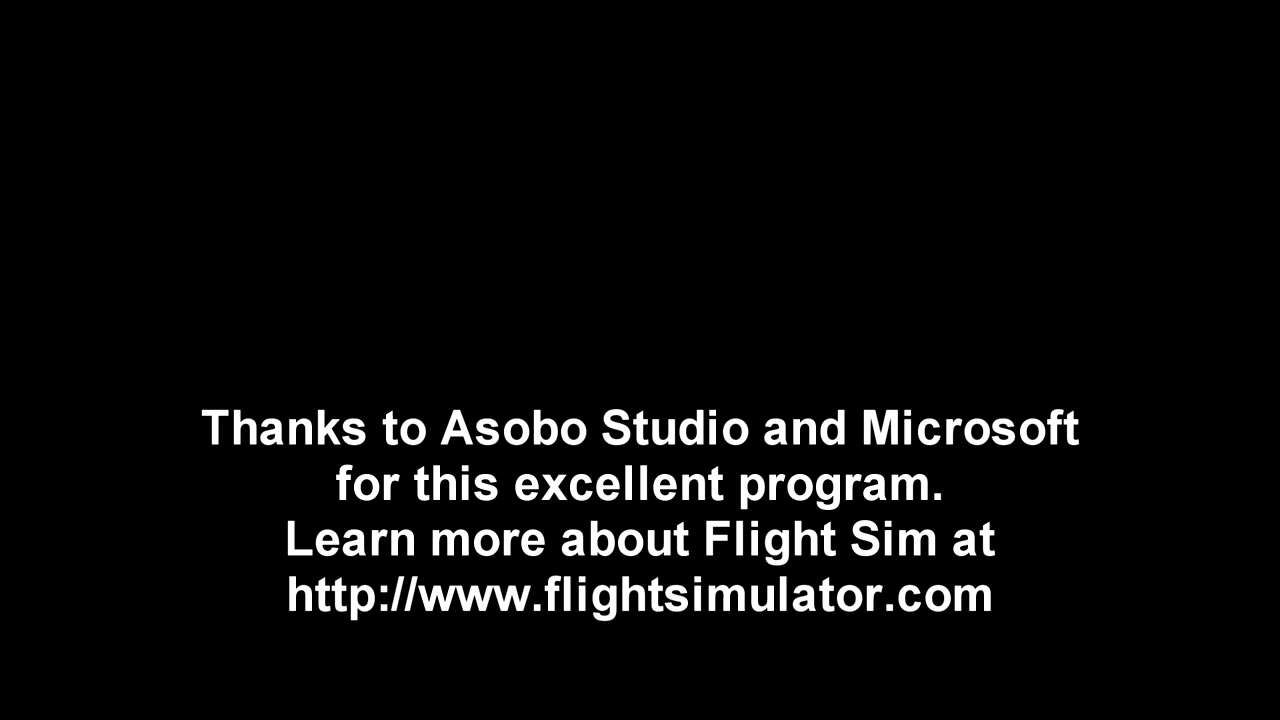 Thanks to Asobo Studio and Microsoft
for this excellent program.
Learn more about Flight Sim at
http://www.flightsimulator.com